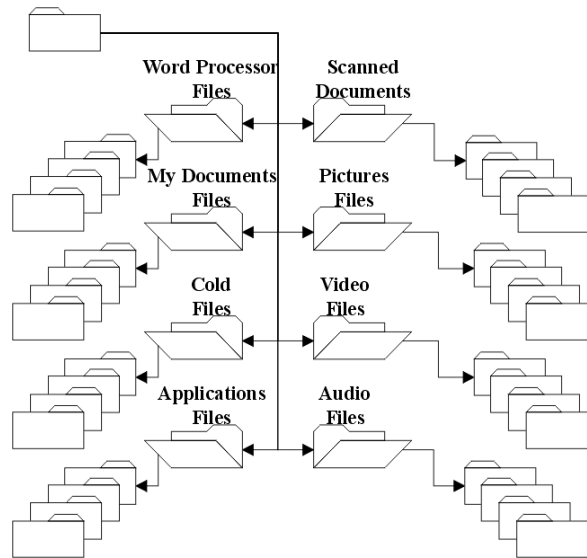 Word Processor
Files
Scanned
Documents
My Documents
Files
Pictures
Files
Cold
Files
Video
Files
Applications
Files
Audio
Files